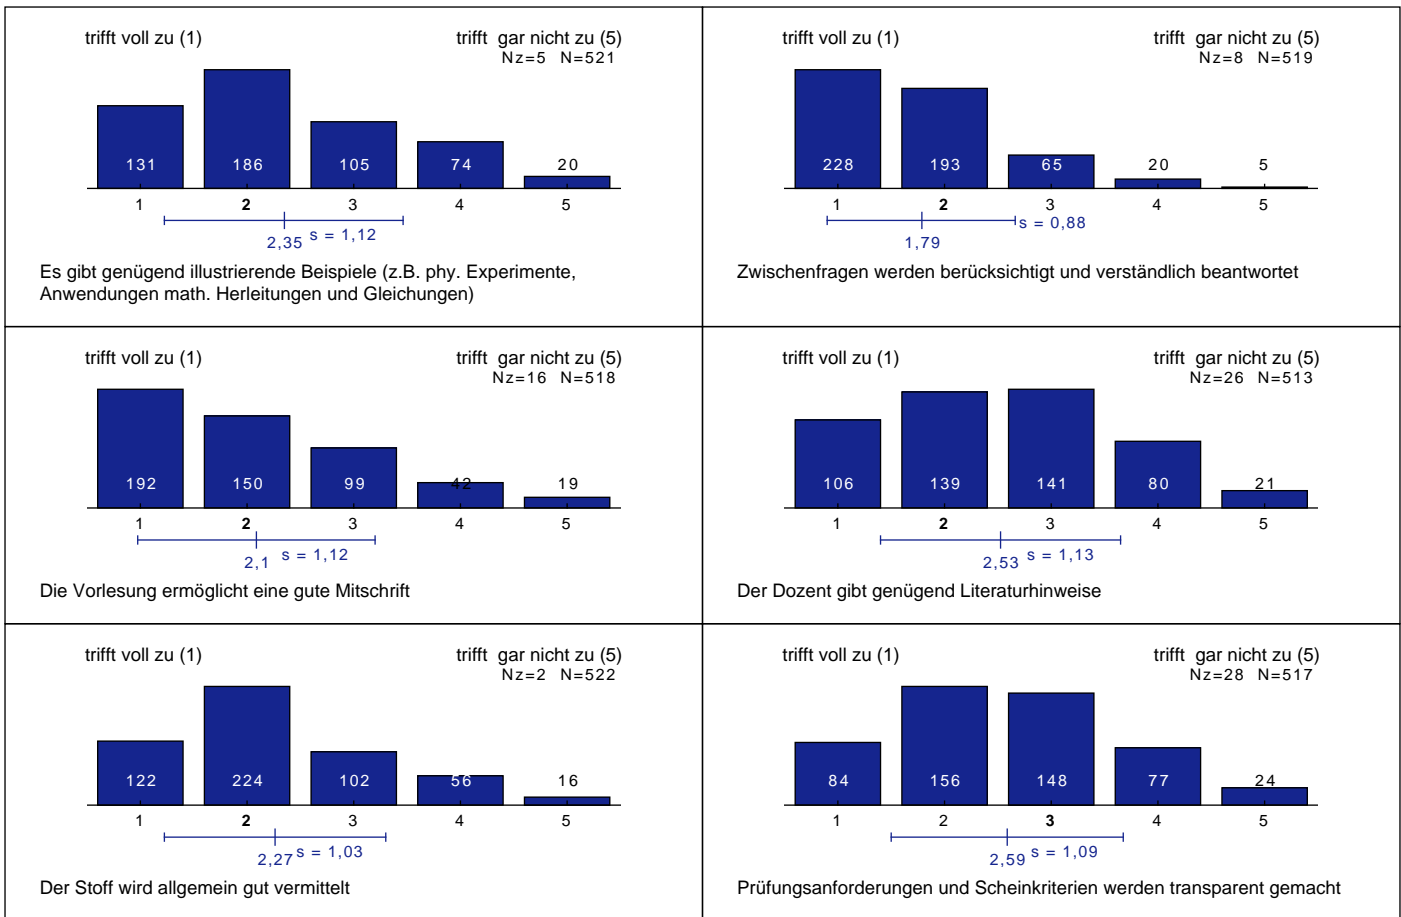 trifft voll zu (1) trifft gar nicht zu (5)
Nz=5 N=521
131 186 105 74 20
1 2 3 4 5
2,35 s = 1,12
Es gibt genügend illustrierende Beispiele (z.B. phy. Experimente,
Anwendungen math. Herleitungen und Gleichungen)
trifft voll zu (1) trifft gar nicht zu (5)
Nz=8 N=519
228 193 65 20 5
1 2 3 4 5
s = 0,88
1,79
Zwischenfragen werden berücksichtigt und verständlich beantwortet
trifft voll zu (1) trifft gar nicht zu (5)
Nz=16 N=518
192 150 99 42 19
1 2 3 4 5
2,1 s = 1,12
Die Vorlesung ermöglicht eine gute Mitschrift
trifft voll zu (1) trifft gar nicht zu (5)
Nz=26 N=513
106 139 141 80 21
1 2 3 4 5
2,53 s = 1,13
Der Dozent gibt genügend Literaturhinweise
trifft voll zu (1) trifft gar nicht zu (5)
Nz=2 N=522
122 224 102 56 16
1 2 3 4 5
2,27 s = 1,03
Der Stoff wird allgemein gut vermittelt
trifft voll zu (1) trifft gar nicht zu (5)
Nz=28 N=517
84 156 148 77 24
1 2 3 4 5
2,59 s = 1,09
Prüfungsanforderungen und Scheinkriterien werden transparent gemacht